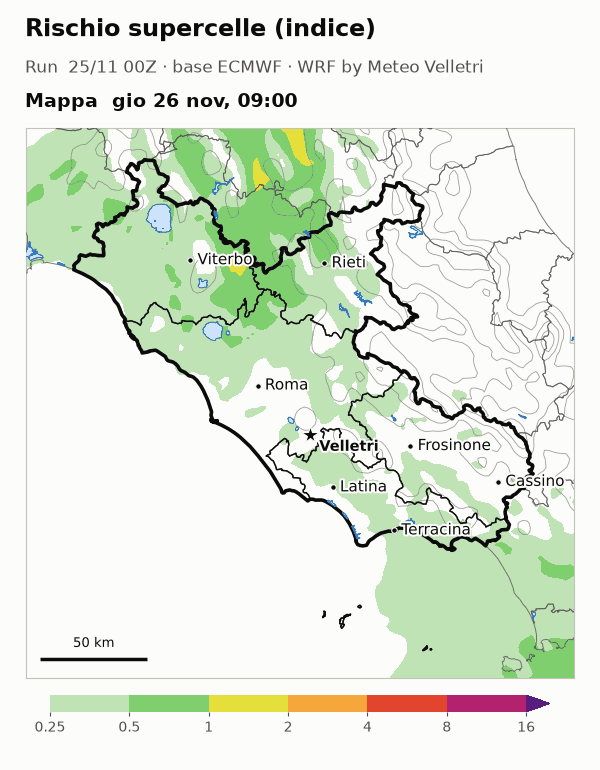 Rischio supercelle (indice)
Run  25/11 00Z · base ECMWF · WRF by Meteo Velletri
Mappa  gio 26 nov, 09:00
Viterbo
Rieti
Roma
Velletri
Frosinone
Cassino
Latina
Terracina
50 km
0.25 0.5 1 2 4 8 16